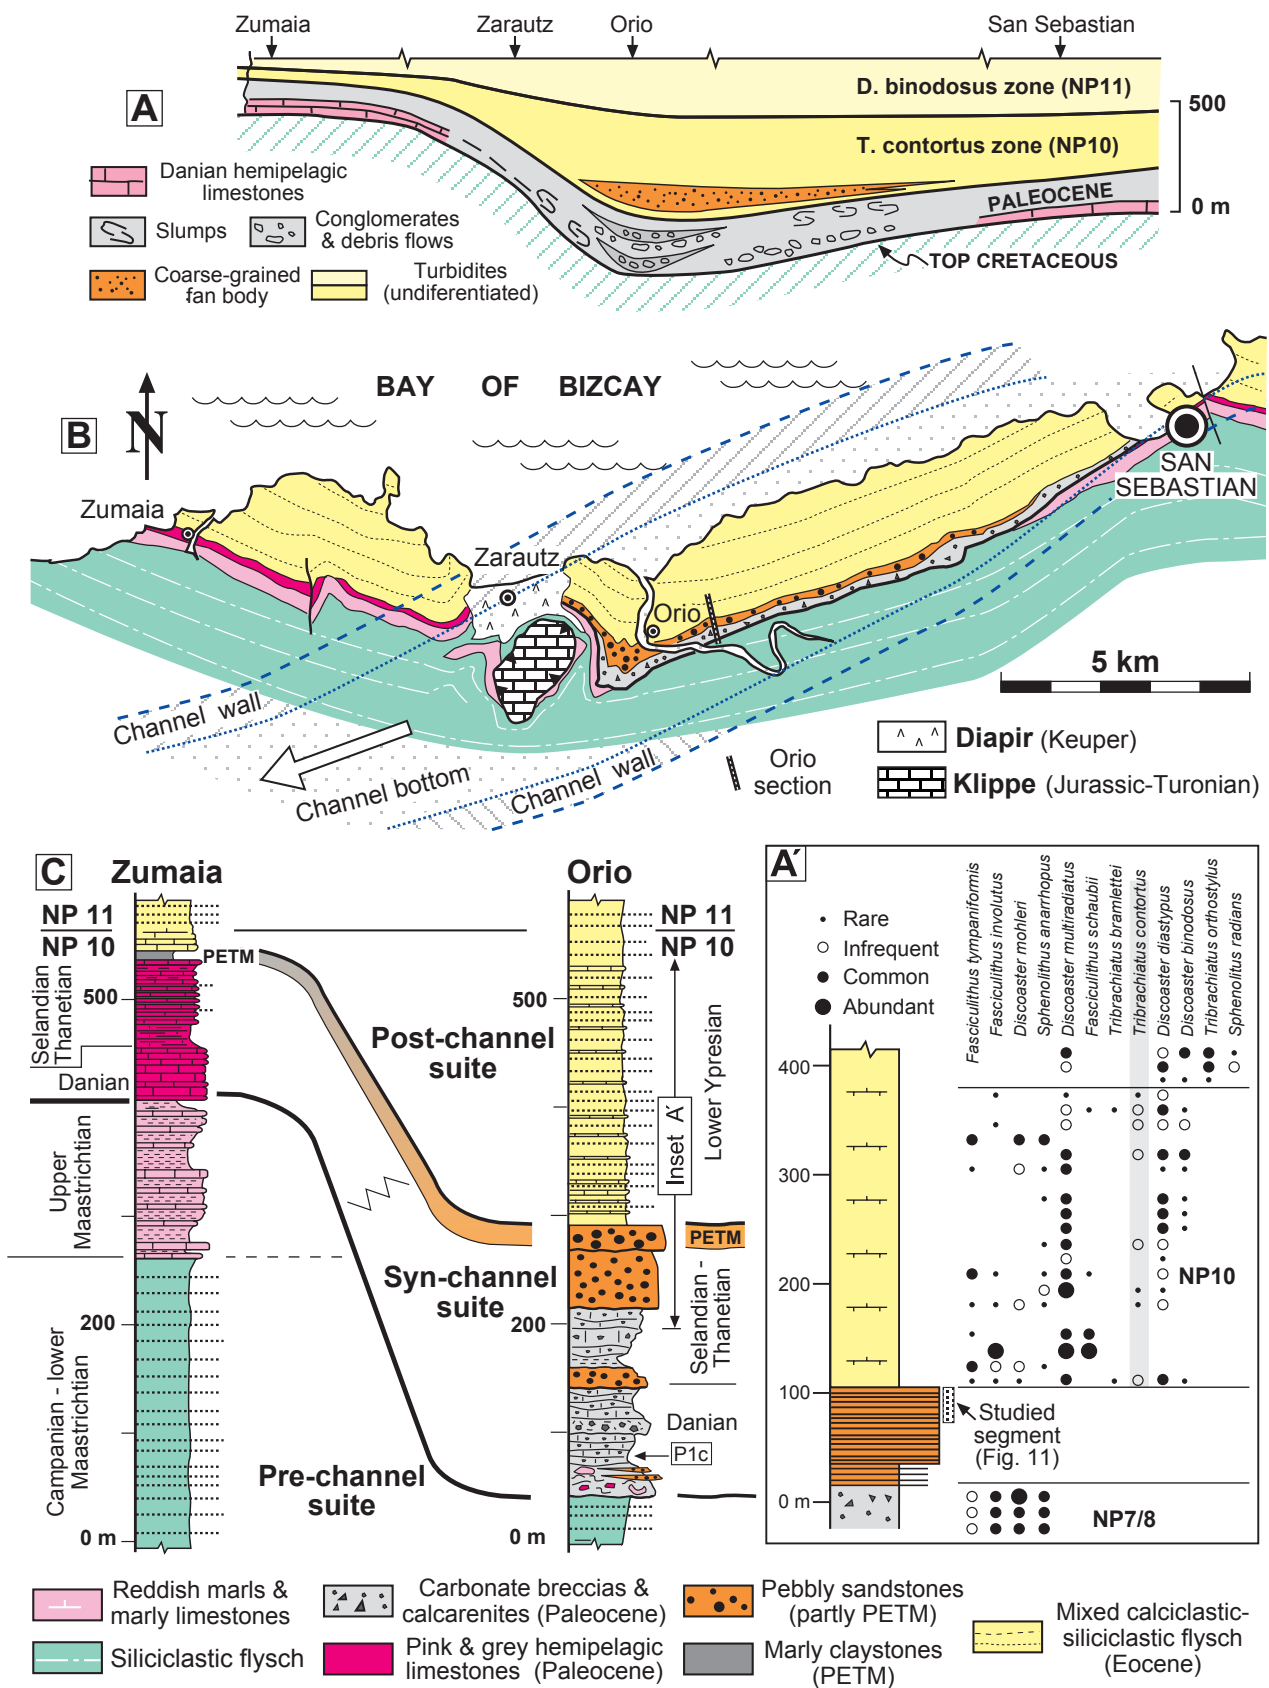 Zumaia
Zarautz
Orio
San Sebastian
A
D. binodosus zone (NP11)
500
T. contortus zone (NP10)
PALEOCENE
0 m
TOP CRETACEOUS
Danian hemipelagic
limestones
Slumps
Conglomerates
& debris flows
Coarse-grained
fan body
Turbidites
(undiferentiated)
B
N
BAY OF BIZCAY
Zumaia
Zarautz
Orio
SAN
SEBASTIAN
5 km
Channel wall
Channel bottom
Channel wall
Orio
section
Diapir (Keuper)
Klippe (Jurassic-Turonian)
C
Zumaia
Orio
NP 11
NP 10
PETM
NP 11
NP 10
Selandian
Thanetian
500
Danian
Upper
Maastrichtian
200
Campanian - lower
Maastrichtian
0 m
Post-channel
suite
Syn-channel
suite
Pre-channel
suite
500
200
0 m
Inset A´
Lower Ypresian
PETM
Selandian -
Thanetian
Danian
P1c
A´
Rare
Infrequent
Common
Abundant
Fasciculithus tympaniformis
Fasciculithus involutus
Discoaster mohleri
Sphenolithus anarrhopus
Discoaster multiradiatus
Fasciculithus schaubii
Tribrachiatus bramlettei
Tribrachiatus contortus
Discoaster diastypus
Discoaster binodosus
Tribrachiatus orthostylus
Sphenolitus radians
400
300
200
100
0 m
NP10
Studied
segment
(Fig. 11)
NP7/8
Reddish marls &
marly limestones
Carbonate breccias &
calcarenites (Paleocene)
Pebbly sandstones
(partly PETM)
Mixed calciclastic-
siliciclastic flysch
(Eocene)
Siliciclastic flysch
Pink & grey hemipelagic
limestones (Paleocene)
Marly claystones
(PETM)